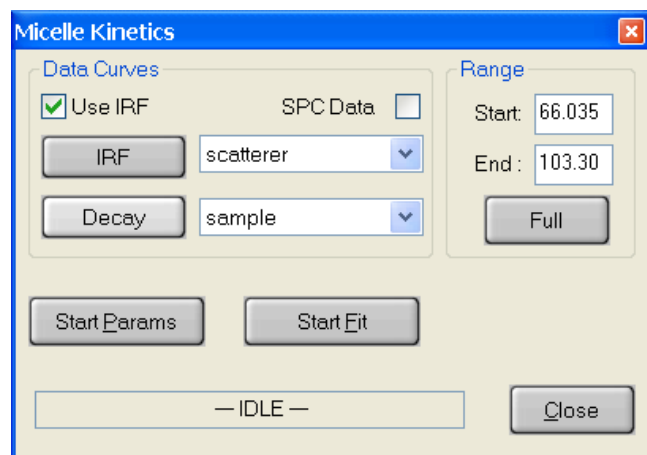 Micelle Kinetics
Data Curves
Use IRF
SPC Data
IRF
scatterer
Decay
sample
Range
Start: 66.035
End : 103.30
Full
Start Params
Start Fit
— IDLE —
Close